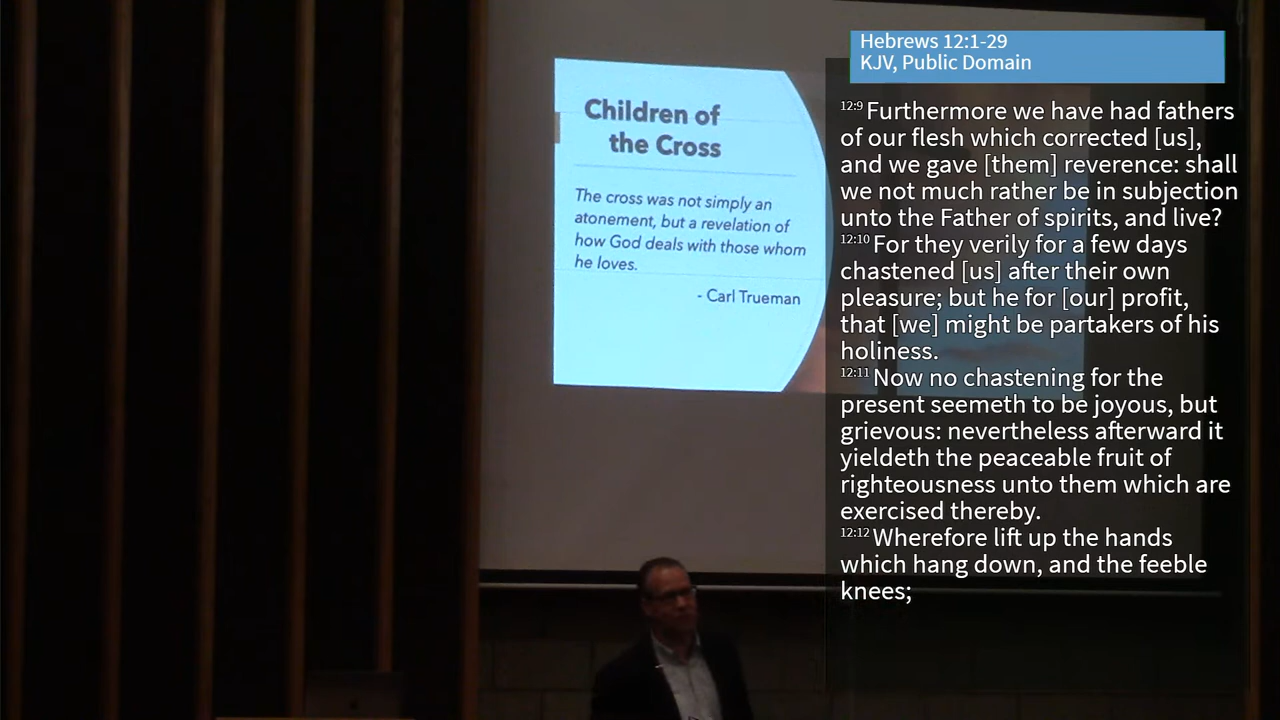 Children of
the Cross
The cross was not simply an
atonement, but a revelation of
how God deals with those whom
he loves.
- Carl Trueman
Hebrews 12:1-29
KJV, Public Domain
12:9 Furthermore we have had fathers
of our flesh which corrected [us],
and we gave [them] reverence: shall
we not much rather be in subjection
unto the Father of spirits, and live?
12:10 For they verily for a few days
chastened [us] after their own
pleasure; but he for [our] profit,
that [we] might be partakers of his
holiness.
12:11 Now no chastening for the
present seemeth to be joyous, but
grievous: nevertheless afterward it
yieldeth the peaceable fruit of
righteousness unto them which are
exercised thereby.
12:12 Wherefore lift up the hands
which hang down, and the feeble
knees;